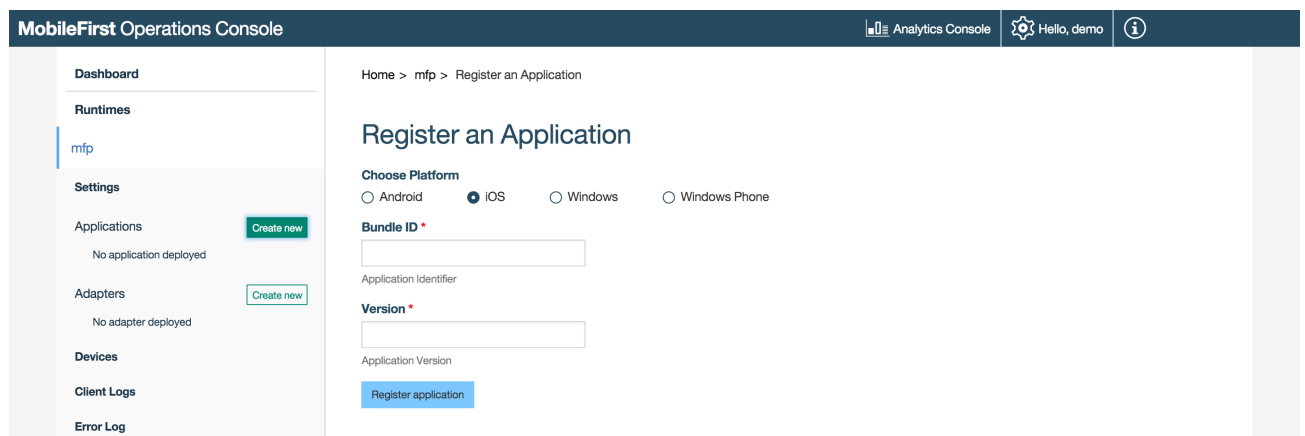 MobileFirst Operations Console
Analytics Console
Hello, demo
Dashboard
Runtimes
mfp
Settings
Applications
Create new
No application deployed
Adapters
Create new
No adapter deployed
Devices
Client Logs
Error Log
Home > mfp > Register an Application
Register an Application
Choose Platform
Android iOS Windows Windows Phone
Bundle ID *
Application Identifier
Version *
Application Version
Register application